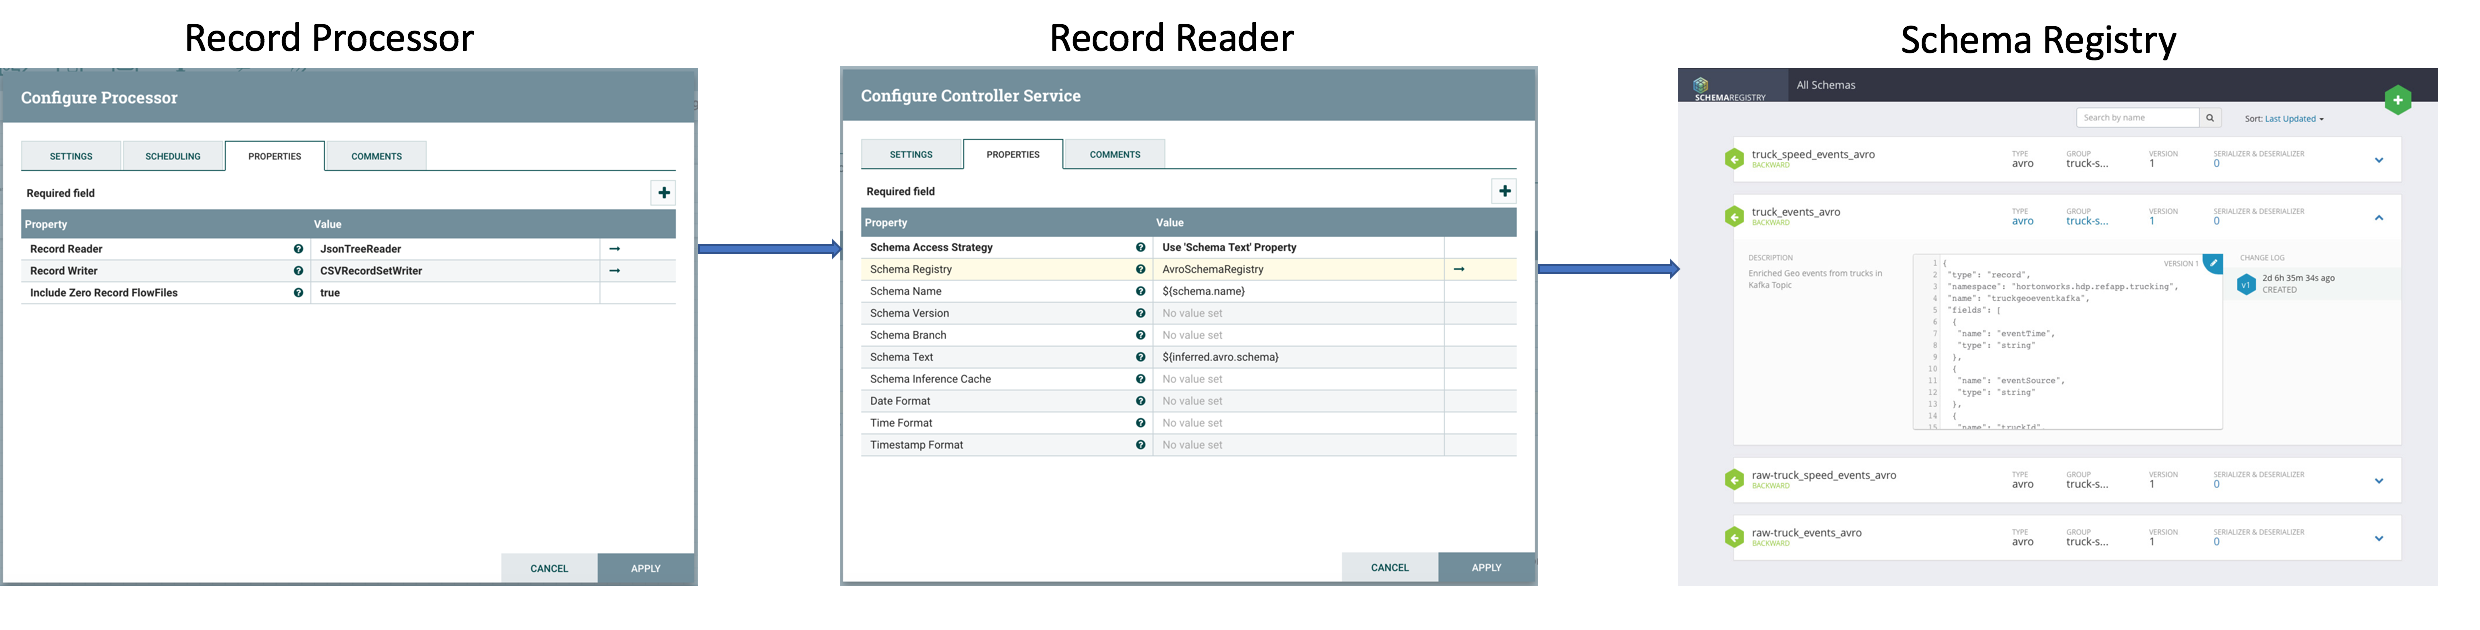 Record Processor
Configure Processor
SETTINGS SCHEDULING PROPERTIES COMMENTS
Required field
Property Value
Record Reader JsonTreeReader
Record Writer CSVRecordSetWriter
Include Zero Record FlowFiles true
CANCEL APPLY
Record Reader
Configure Controller Service
SETTINGS PROPERTIES COMMENTS
Required field
Property Value
Schema Access Strategy Use 'Schema Text' Property
Schema Registry AvroSchemaRegistry
Schema Name ${schema.name}
Schema Version No value set
Schema Branch No value set
Schema Text ${inferred.avro.schema}
Schema Inference Cache No value set
Date Format No value set
Time Format No value set
Timestamp Format No value set
CANCEL APPLY
Schema Registry
SCHEMAREGISTRY All Schemas
Search by name Sort: Last Updated
truck_speed_events_avro TYPE GROUP VERSION SERIALIZER & DESERIALIZER
BACKWARD avro truck-s... 1 0
truck_events_avro TYPE GROUP VERSION SERIALIZER & DESERIALIZER
BACKWARD avro truck-s... 1 0
DESCRIPTION
Enriched Geo events from trucks in
Kafka Topic
VERSION 1
1 {
2 "type": "record",
3 "namespace": "hortonworks.hdp.refapp.trucking",
4 "name": "truckgeoeventkafka",
5 "fields": [
6 {
7 "name": "eventTime",
8 "type": "string"
9 },
10 {
11 "name": "eventSource",
12 "type": "string"
13 },
14 {
15 "name": "truckId",
CHANGE LOG
v1 2d 6h 35m 34s ago
CREATED
raw-truck_speed_events_avro TYPE GROUP VERSION SERIALIZER & DESERIALIZER
BACKWARD avro truck-s... 1 0
raw-truck_events_avro TYPE GROUP VERSION SERIALIZER & DESERIALIZER
BACKWARD avro truck-s... 1 0